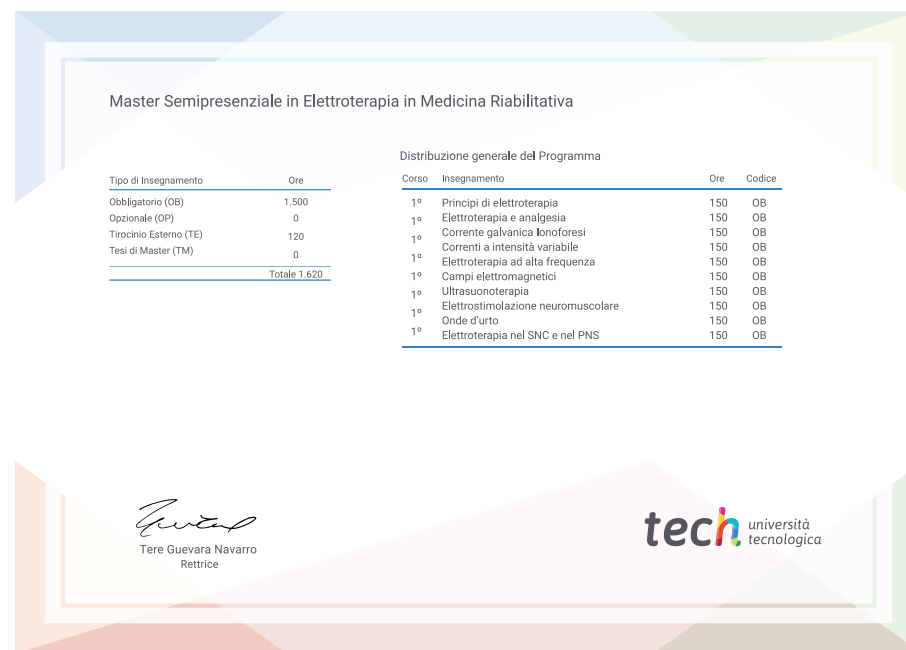 Master Semipresenziale in Elettroterapia in Medicina Riabilitativa
Tipo di Insegnamento Ore
Obbligatorio (OB) 1.500
Opzionale (OP) 0
Tirocinio Esterno (TE) 120
Tesi di Master (TM) 0
Totale 1.620
Distribuzione generale del Programma
Corso Insegnamento Ore Codice
1º Principi di elettroterapia 150 OB
1º Elettroterapia e analgesia 150 OB
1º Corrente galvanica Ionoforesi 150 OB
1º Correnti a intensità variabile 150 OB
1º Elettroterapia ad alta frequenza 150 OB
1º Campi elettromagnetici 150 OB
1º Ultrasuonoterapia 150 OB
1º Elettrostimolazione neuromuscolare 150 OB
Onde d'urto 150 OB
Elettroterapia nel SNC e nel PNS 150 OB
Tere Guevara Navarro
Rettrice
tech università
tecnologica